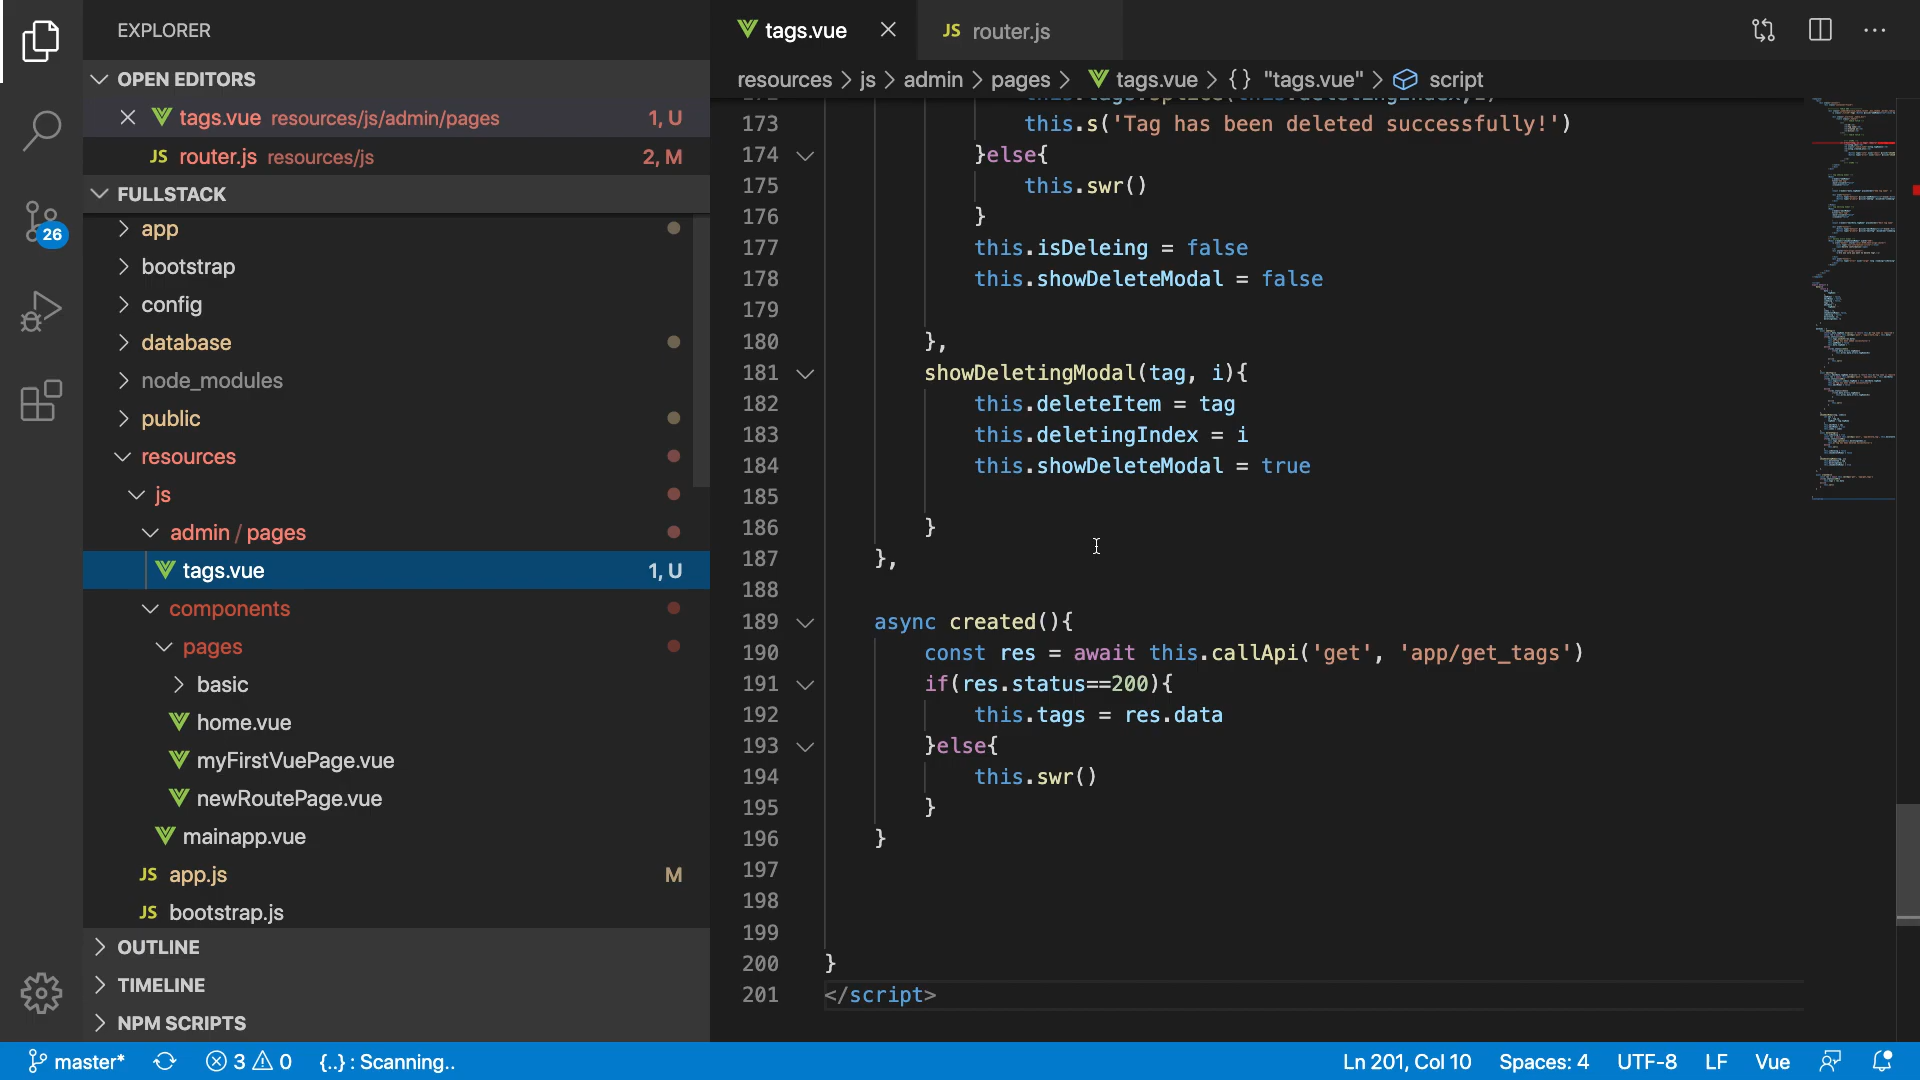 EXPLORER
OPEN EDITORS
tags.vue resources/js/admin/pages 1, U
JS router.js resources/js 2, M
FULLSTACK
app
bootstrap
config
database
node_modules
public
resources
js
admin / pages
tags.vue 1, U
components
pages
basic
home.vue
myFirstVuePage.vue
newRoutePage.vue
mainapp.vue
JS app.js M
JS bootstrap.js
OUTLINE
TIMELINE
NPM SCRIPTS
26
tags.vue
JS router.js
resources > js > admin > pages > tags.vue > {} "tags.vue" > script
173 this.s('Tag has been deleted successfully!')
174 }else{
175 this.swr()
176 }
177 this.isDeleing = false
178 this.showDeleteModal = false
179
180 },
181 showDeletingModal(tag, i){
182 this.deleteItem = tag
183 this.deletingIndex = i
184 this.showDeleteModal = true
185
186 }
187 },
188
189 async created(){
190 const res = await this.callApi('get', 'app/get_tags')
191 if(res.status==200){
192 this.tags = res.data
193 }else{
194 this.swr()
195 }
196 }
197
198
199
200 }
201 </script>
master* 3 0 {..} : Scanning.. Ln 201, Col 10 Spaces: 4 UTF-8 LF Vue